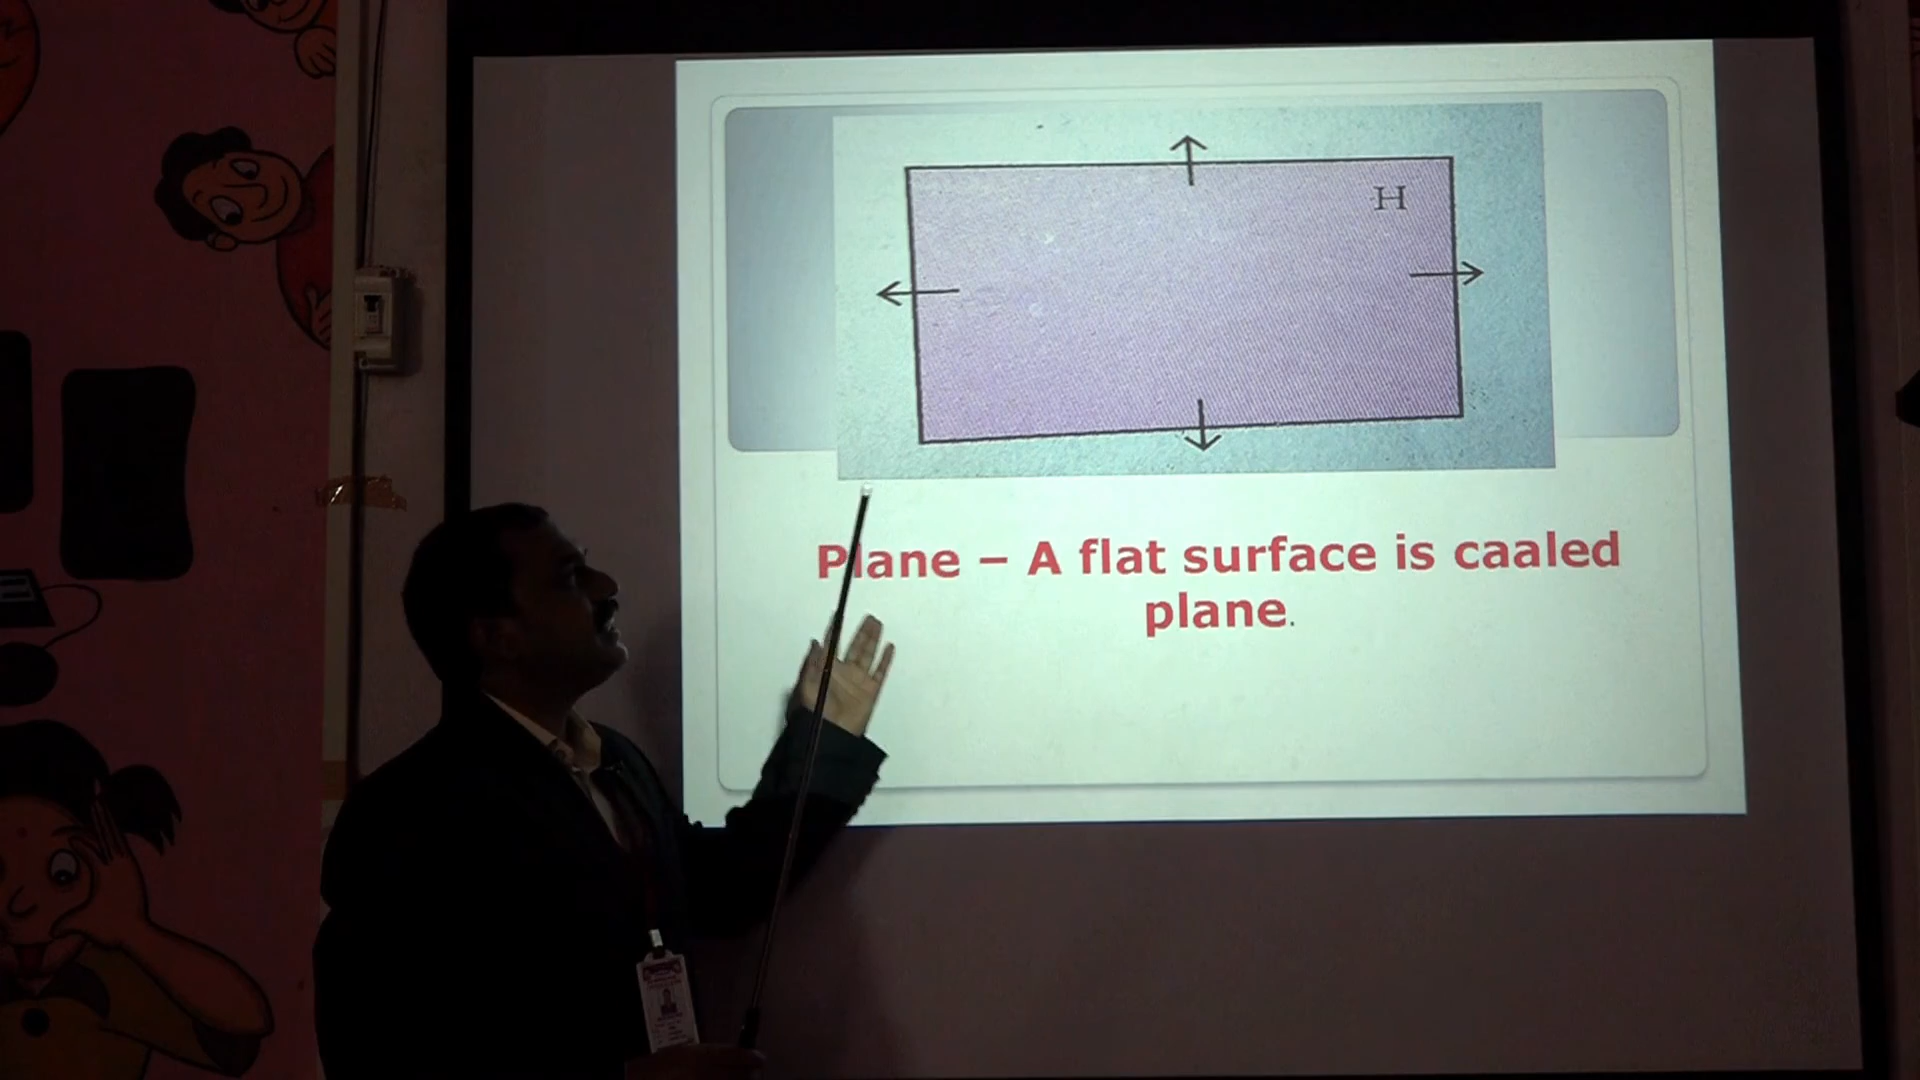 H
Plane – A flat surface is caaled
plane.